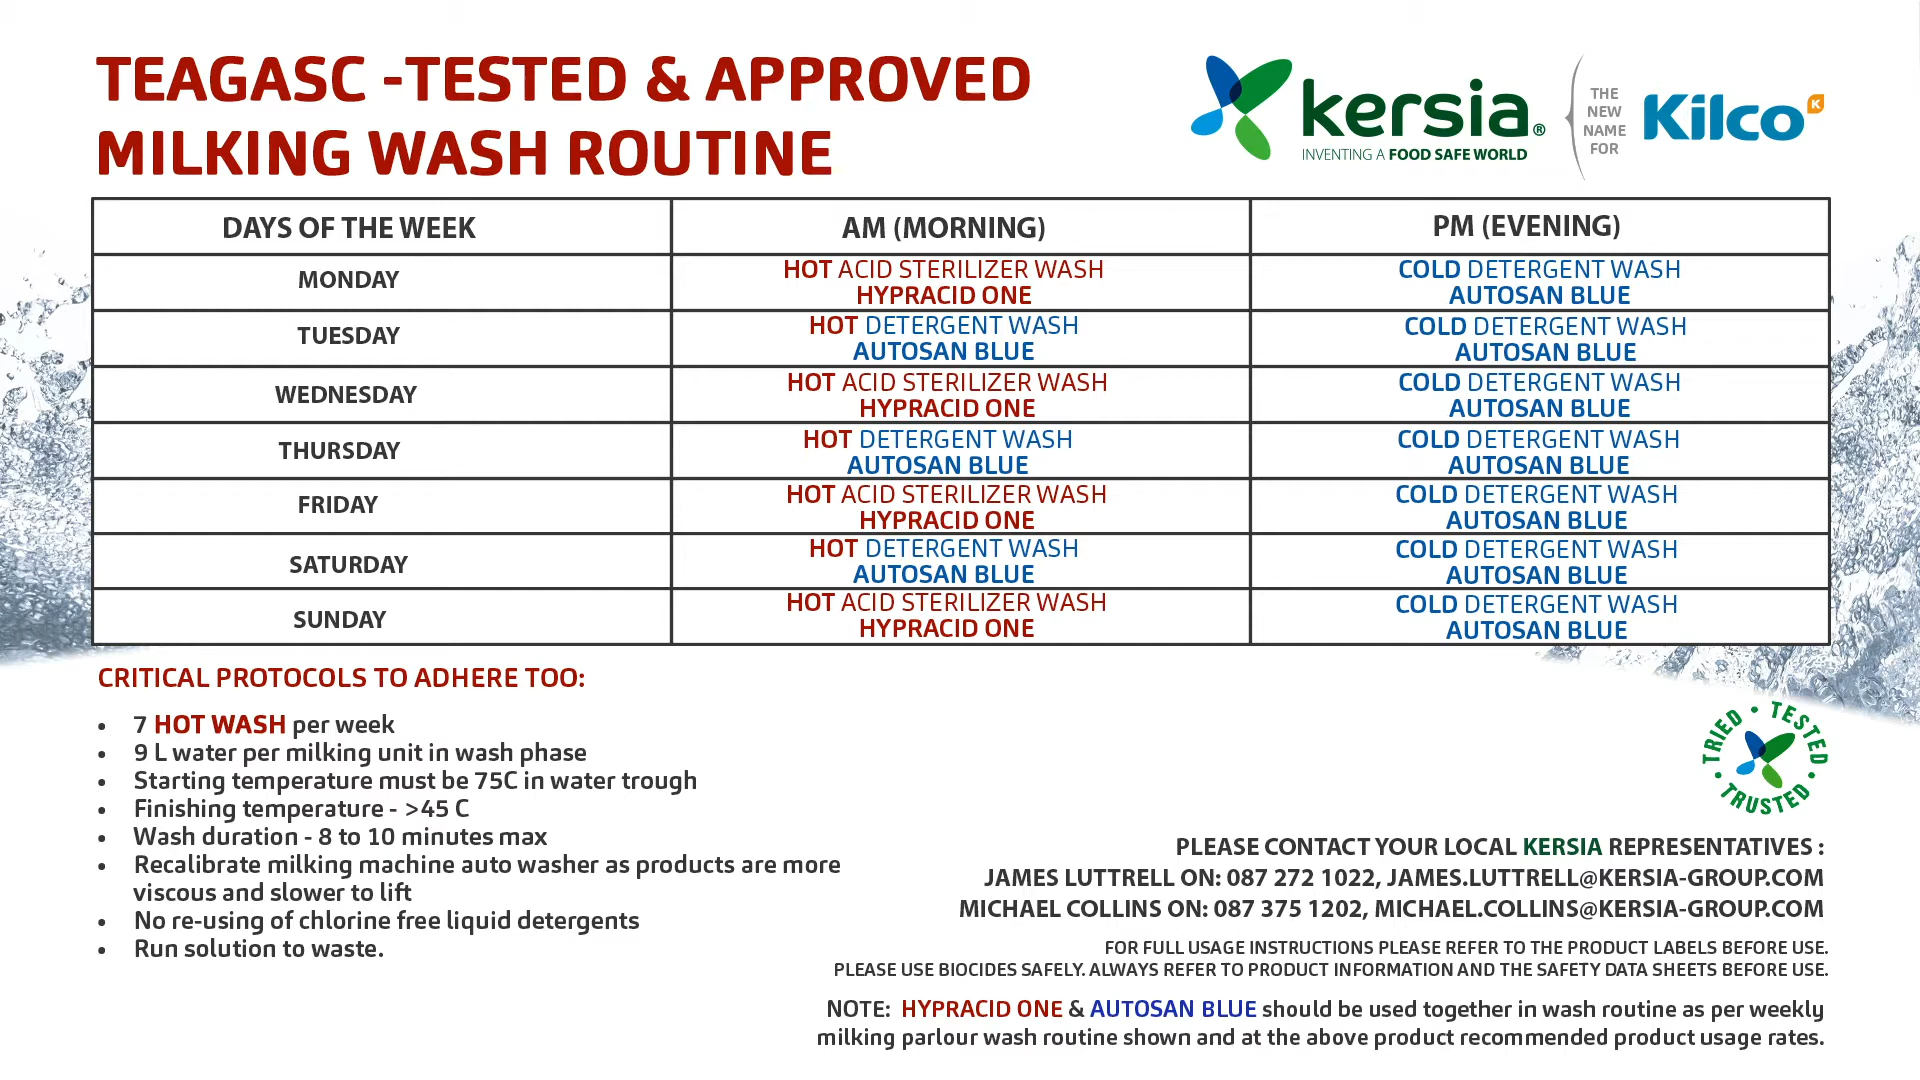 TEAGASC -TESTED & APPROVED
MILKING WASH ROUTINE
kersia®
INVENTING A FOOD SAFE WORLD
THE
NEW
NAME
FOR
Kilco K
DAYS OF THE WEEK
AM (MORNING)
PM (EVENING)
MONDAY
HOT ACID STERILIZER WASH
HYPRACID ONE
COLD DETERGENT WASH
AUTOSAN BLUE
TUESDAY
HOT DETERGENT WASH
AUTOSAN BLUE
COLD DETERGENT WASH
AUTOSAN BLUE
WEDNESDAY
HOT ACID STERILIZER WASH
HYPRACID ONE
COLD DETERGENT WASH
AUTOSAN BLUE
THURSDAY
HOT DETERGENT WASH
AUTOSAN BLUE
COLD DETERGENT WASH
AUTOSAN BLUE
FRIDAY
HOT ACID STERILIZER WASH
HYPRACID ONE
COLD DETERGENT WASH
AUTOSAN BLUE
SATURDAY
HOT DETERGENT WASH
AUTOSAN BLUE
COLD DETERGENT WASH
AUTOSAN BLUE
SUNDAY
HOT ACID STERILIZER WASH
HYPRACID ONE
COLD DETERGENT WASH
AUTOSAN BLUE
CRITICAL PROTOCOLS TO ADHERE TOO:
• 7 HOT WASH per week
• 9 L water per milking unit in wash phase
• Starting temperature must be 75C in water trough
• Finishing temperature - >45 C
• Wash duration - 8 to 10 minutes max
• Recalibrate milking machine auto washer as products are more
viscous and slower to lift
• No re-using of chlorine free liquid detergents
• Run solution to waste.
TRIED • TESTED • TRUSTED •
PLEASE CONTACT YOUR LOCAL KERSIA REPRESENTATIVES :
JAMES LUTTRELL ON: 087 272 1022, JAMES.LUTTRELL@KERSIA-GROUP.COM
MICHAEL COLLINS ON: 087 375 1202, MICHAEL.COLLINS@KERSIA-GROUP.COM
FOR FULL USAGE INSTRUCTIONS PLEASE REFER TO THE PRODUCT LABELS BEFORE USE.
PLEASE USE BIOCIDES SAFELY. ALWAYS REFER TO PRODUCT INFORMATION AND THE SAFETY DATA SHEETS BEFORE USE.
NOTE: HYPRACID ONE & AUTOSAN BLUE should be used together in wash routine as per weekly
milking parlour wash routine shown and at the above product recommended product usage rates.